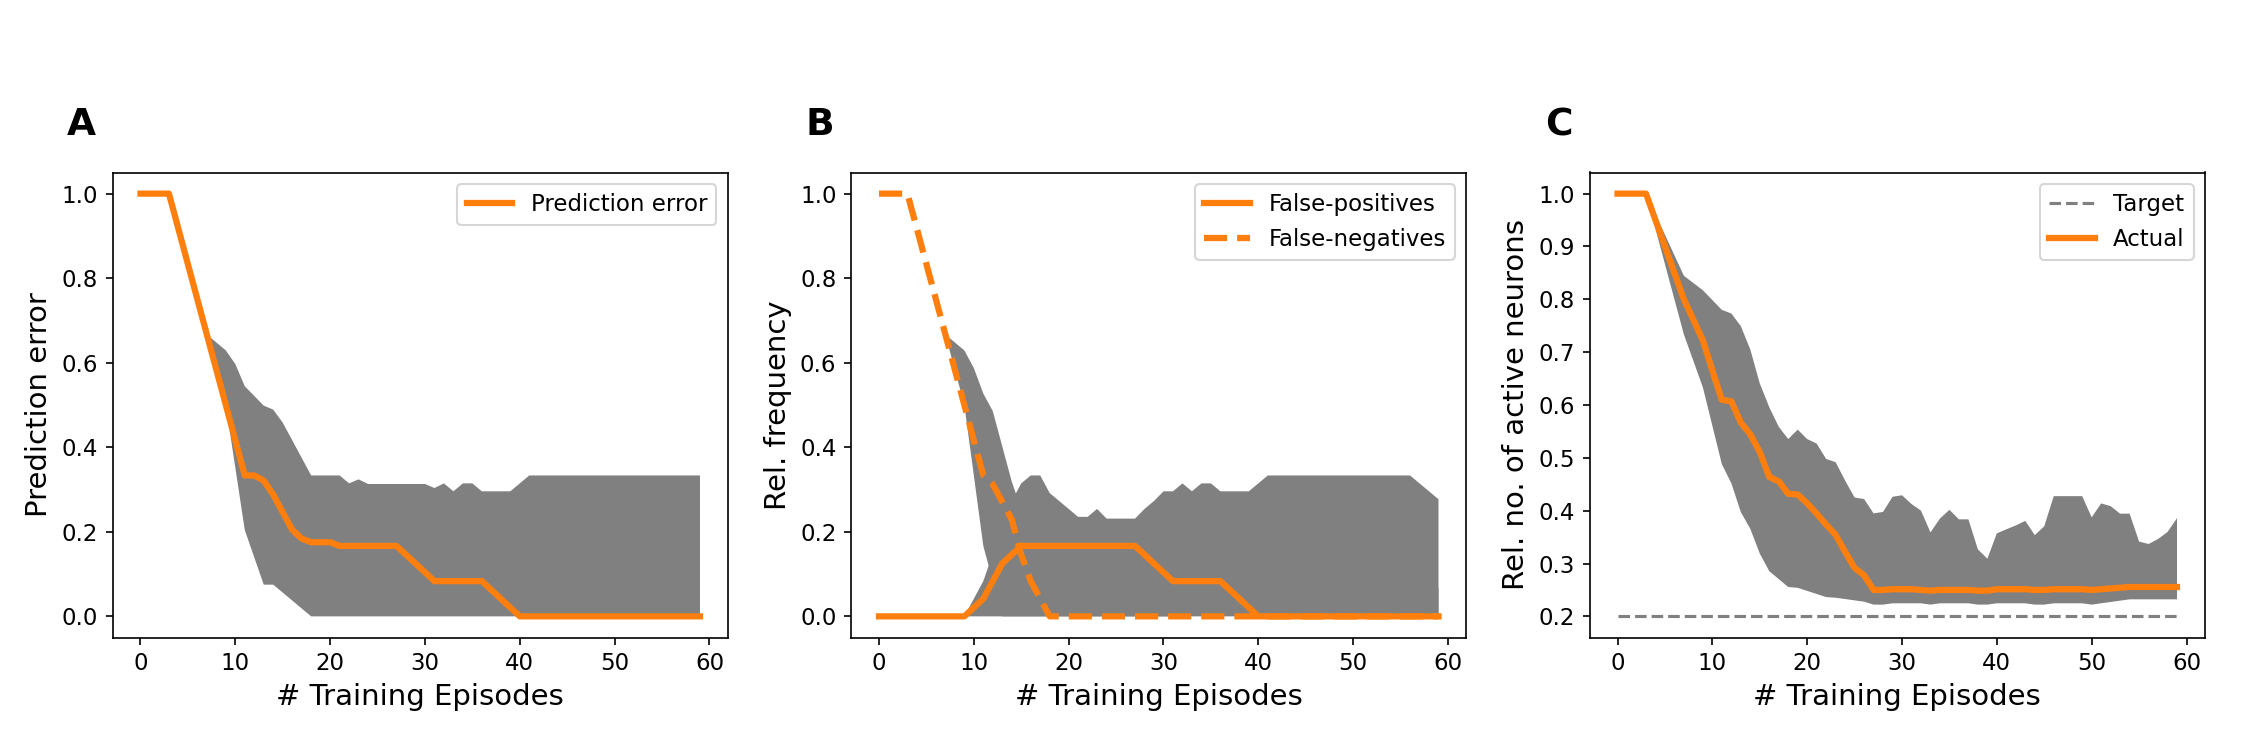 A
B
C
Prediction error
1.0
0.8
0.6
0.4
0.2
0.0
Prediction error
0 10 20 30 40 50 60
# Training Episodes
Rel. frequency
1.0
0.8
0.6
0.4
0.2
0.0
False-positives
False-negatives
0 10 20 30 40 50 60
# Training Episodes
Rel. no. of active neurons
1.0
0.9
0.8
0.7
0.6
0.5
0.4
0.3
0.2
Target
Actual
0 10 20 30 40 50 60
# Training Episodes